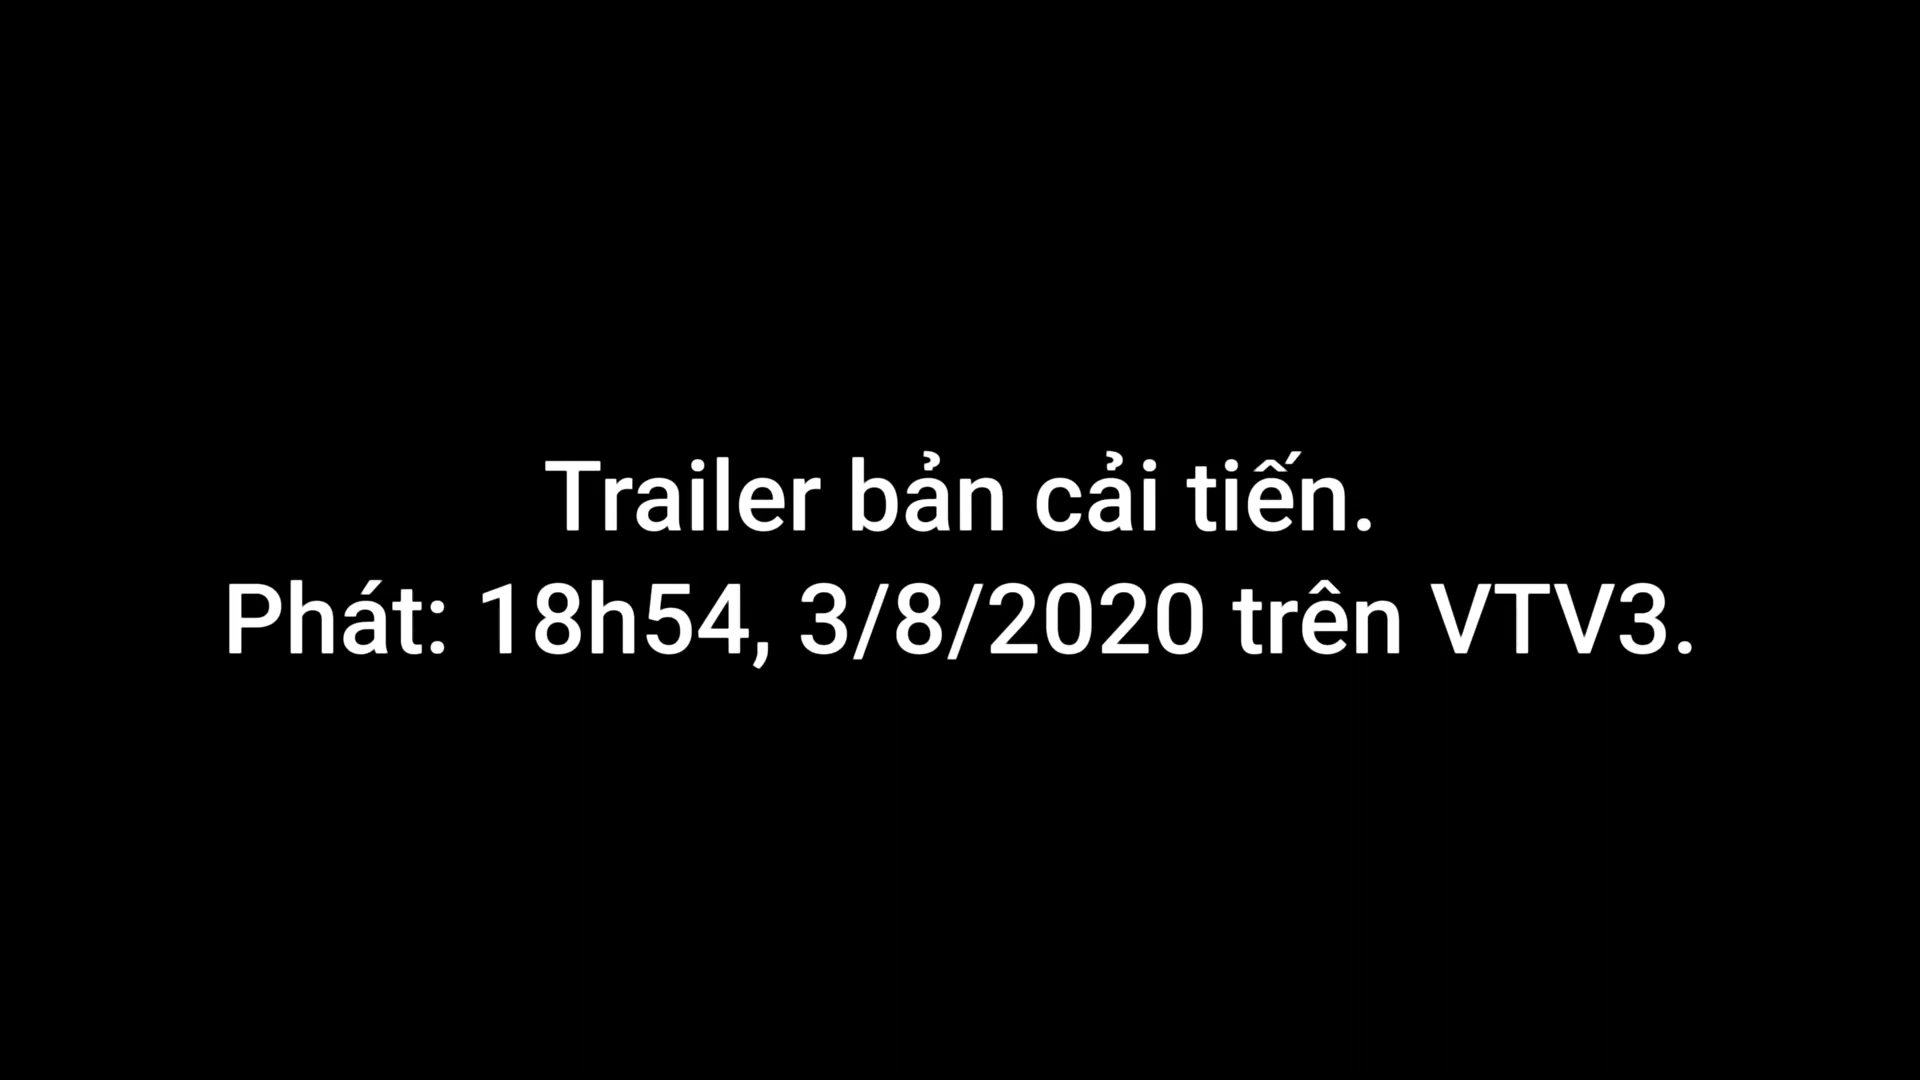 Trailer bản cải tiến.
Phát: 18h54, 3/8/2020 trên VTV3.